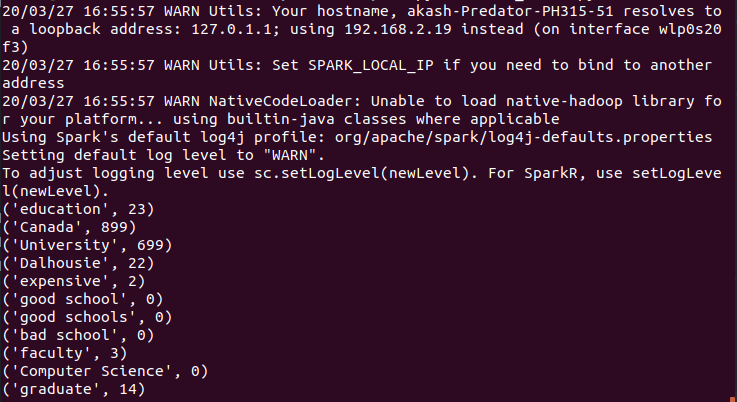 20/03/27 16:55:57 WARN Utils: Your hostname, akash-Predator-PH315-51 resolves to
 a loopback address: 127.0.1.1; using 192.168.2.19 instead (on interface wlp0s20
f3)
20/03/27 16:55:57 WARN Utils: Set SPARK_LOCAL_IP if you need to bind to another
address
20/03/27 16:55:57 WARN NativeCodeLoader: Unable to load native-hadoop library fo
r your platform... using builtin-java classes where applicable
Using Spark's default log4j profile: org/apache/spark/log4j-defaults.properties
Setting default log level to "WARN".
To adjust logging level use sc.setLogLevel(newLevel). For SparkR, use setLogLeve
l(newLevel).
('education', 23)
('Canada', 899)
('University', 699)
('Dalhousie', 22)
('expensive', 2)
('good school', 0)
('good schools', 0)
('bad school', 0)
('faculty', 3)
('Computer Science', 0)
('graduate', 14)